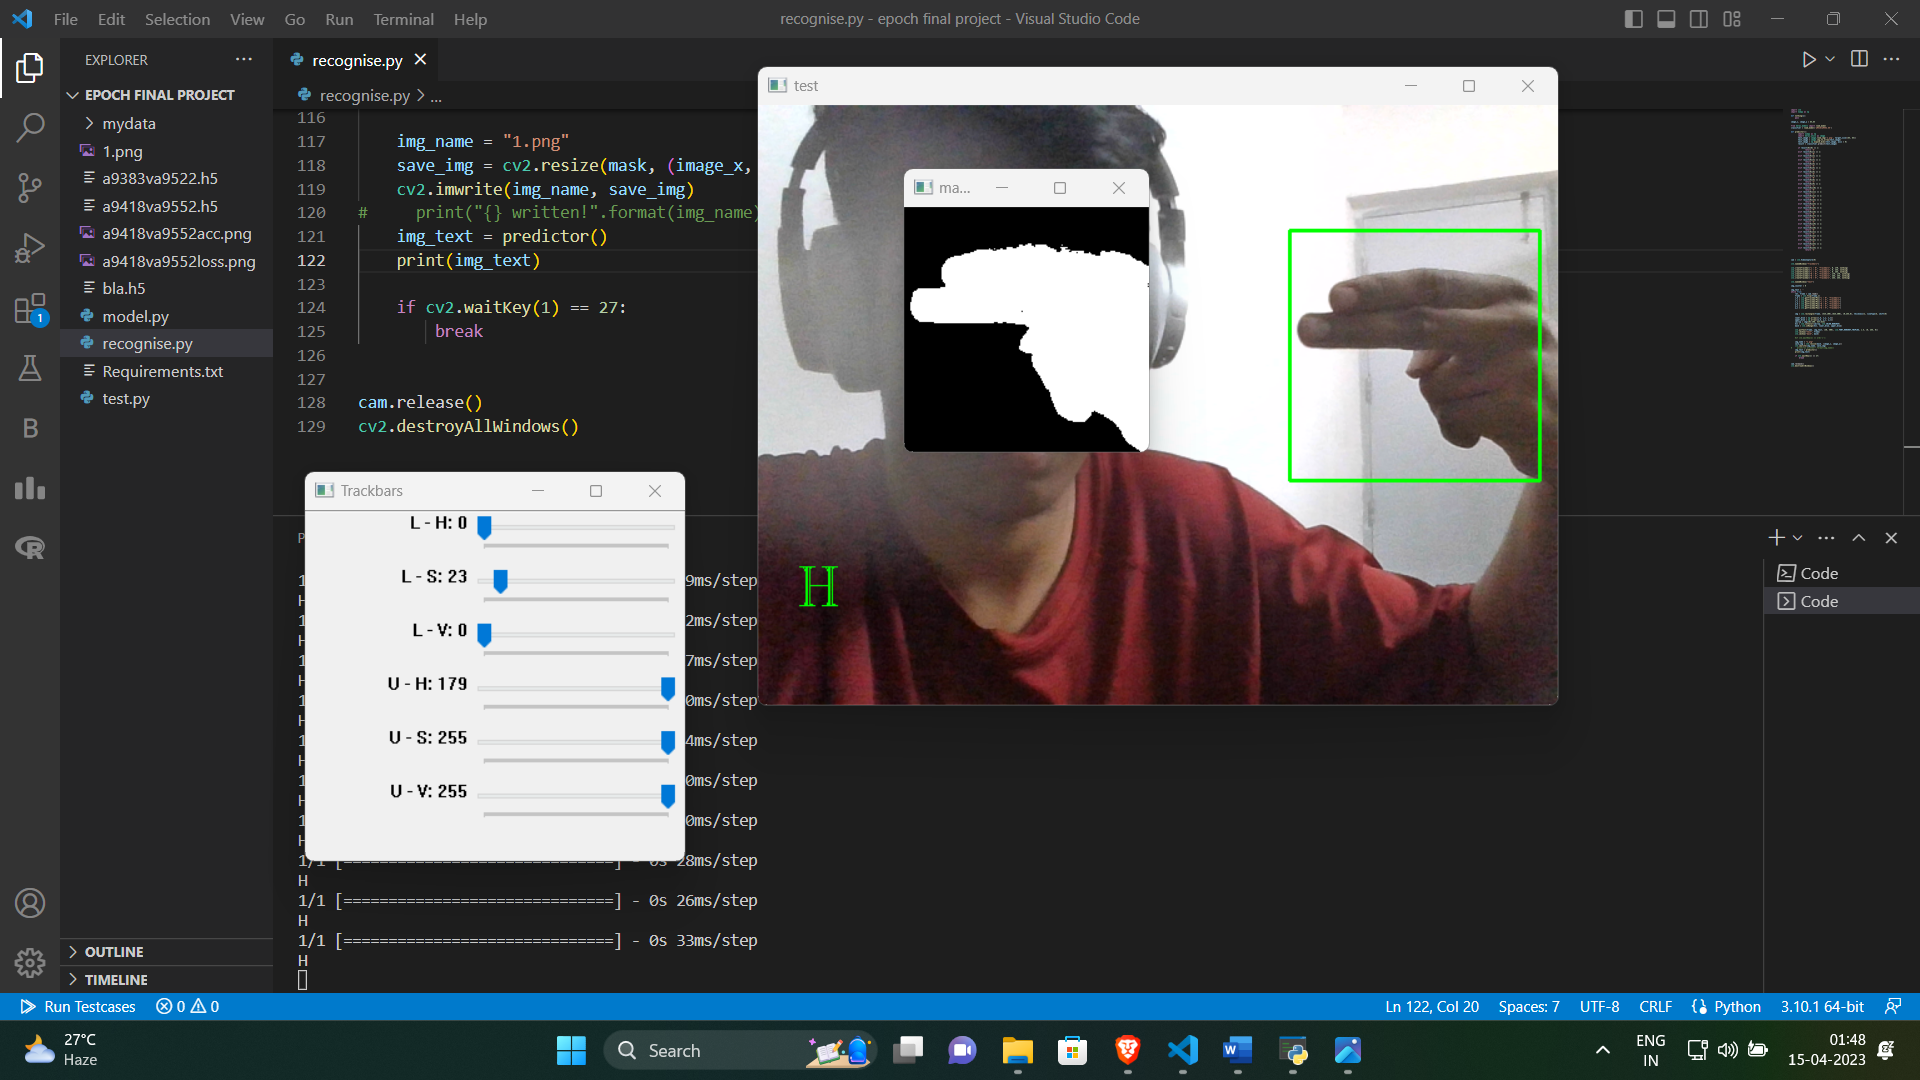 File Edit Selection View Go Run Terminal Help
recognise.py - epoch final project - Visual Studio Code
EXPLORER
EPOCH FINAL PROJECT
mydata
1.png
a9383va9522.h5
a9418va9552.h5
a9418va9552acc.png
a9418va9552loss.png
bla.h5
model.py
recognise.py
Requirements.txt
test.py
OUTLINE
TIMELINE
1
B
recognise.py
recognise.py > ...
116
117 img_name = "1.png"
118 save_img = cv2.resize(mask, (image_x,
119 cv2.imwrite(img_name, save_img)
120 # print("{} written!".format(img_name)
121 img_text = predictor()
122 print(img_text)
123
124 if cv2.waitKey(1) == 27:
125 break
126
127
128 cam.release()
129 cv2.destroyAllWindows()
test
ma...
H
Trackbars
L - H: 0
L - S: 23
L - V: 0
U - H: 179
U - S: 255
U - V: 255
9ms/step
2ms/step
7ms/step
0ms/step
4ms/step
0ms/step
0ms/step
1/1 [==============================] - 0s 28ms/step
H
1/1 [==============================] - 0s 26ms/step
H
1/1 [==============================] - 0s 33ms/step
H
Code
Code
Run Testcases 0 0
Ln 122, Col 20 Spaces: 7 UTF-8 CRLF Python 3.10.1 64-bit
27°C
Haze
Search
ENG
IN
01:48
15-04-2023